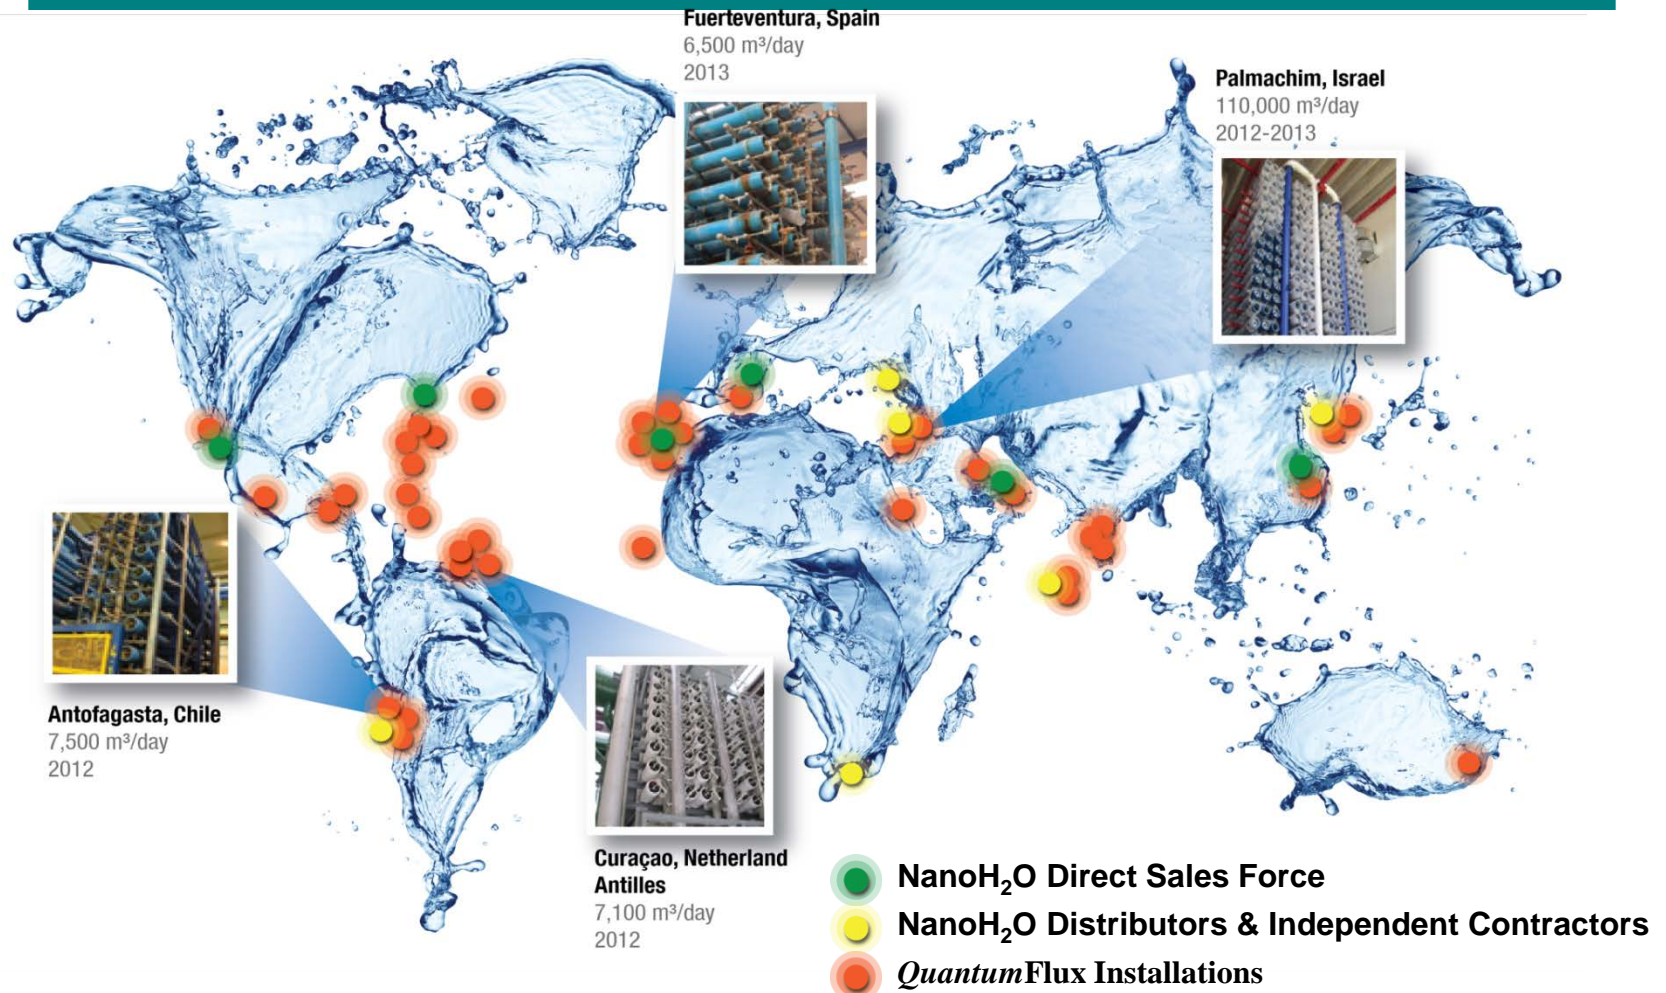 Fuerteventura, Spain
6,500 m³/day
2013
Palmachim, Israel
110,000 m³/day
2012-2013
Antofagasta, Chile
7,500 m³/day
2012
Curaçao, Netherland
Antilles
7,100 m³/day
2012
NanoH₂O Direct Sales Force
NanoH₂O Distributors & Independent Contractors
QuantumFlux Installations